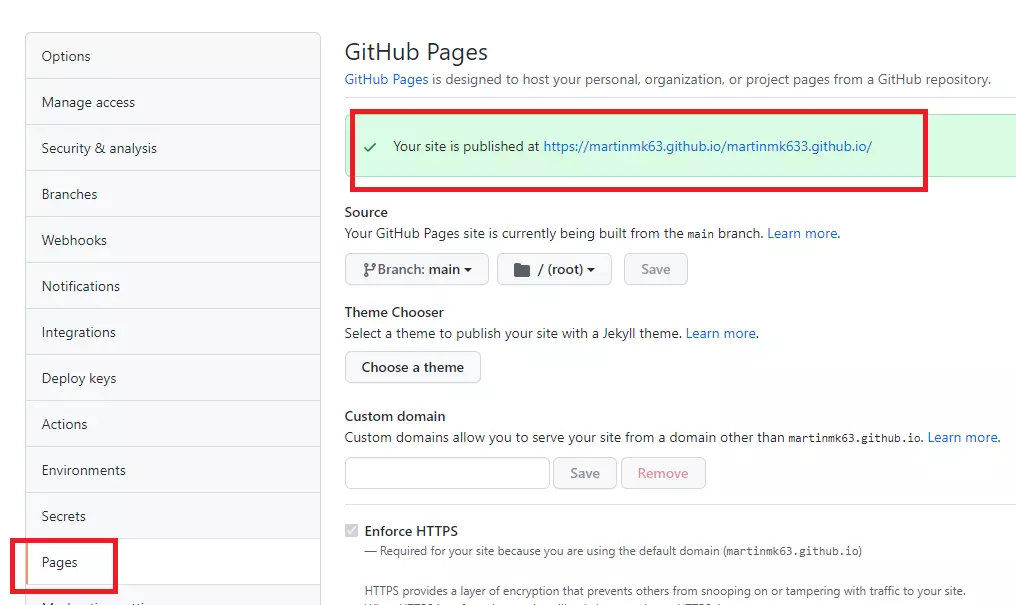 Options
Manage access
Security & analysis
Branches
Webhooks
Notifications
Integrations
Deploy keys
Actions
Environments
Secrets
Pages
GitHub Pages
GitHub Pages is designed to host your personal, organization, or project pages from a GitHub repository.
Your site is published at https://martinmk63.github.io/martinmk633.github.io/
Source
Your GitHub Pages site is currently being built from the main branch. Learn more.
Branch: main
/ (root)
Save
Theme Chooser
Select a theme to publish your site with a Jekyll theme. Learn more.
Choose a theme
Custom domain
Custom domains allow you to serve your site from a domain other than martinmk63.github.io. Learn more.
Save
Remove
Enforce HTTPS
— Required for your site because you are using the default domain (martinmk63.github.io)
HTTPS provides a layer of encryption that prevents others from snooping on or tampering with traffic to your site.